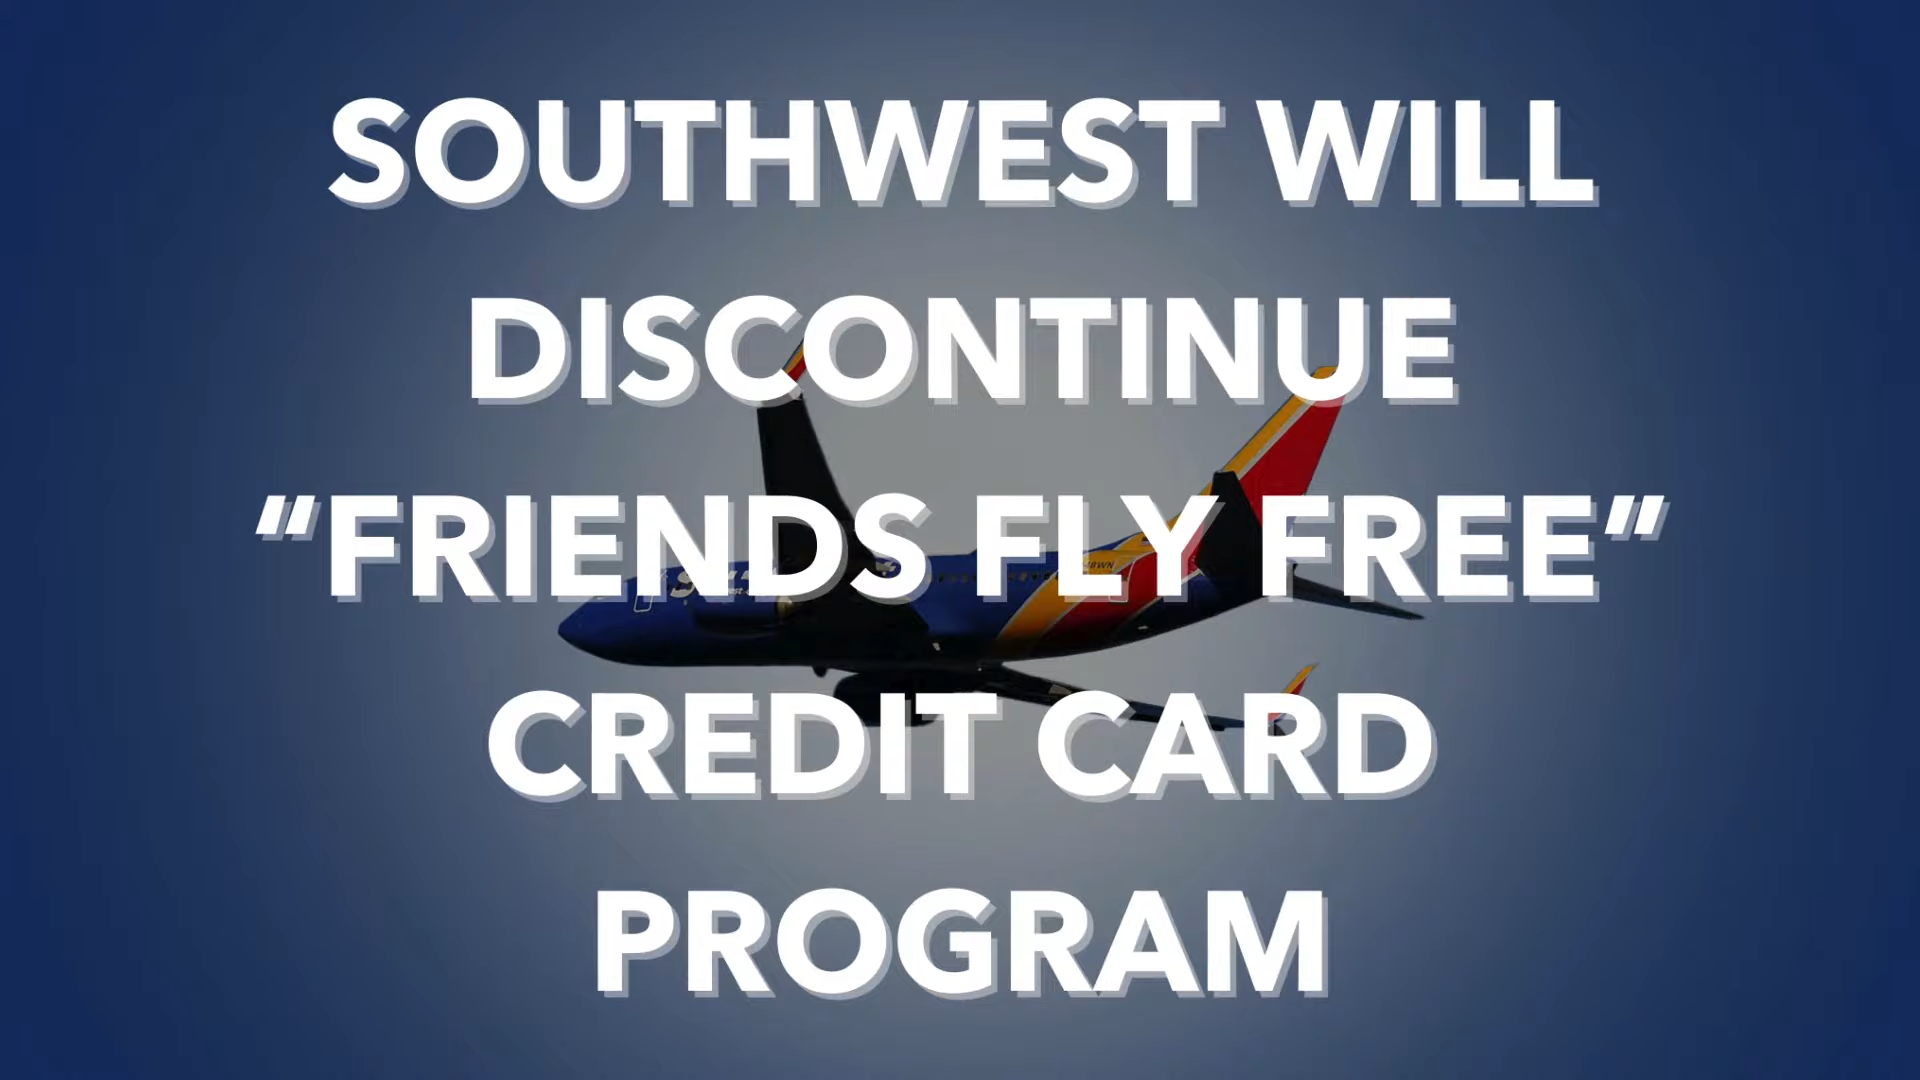 SOUTHWEST WILL
DISCONTINUE
“FRIENDS FLY FREE”
CREDIT CARD
PROGRAM